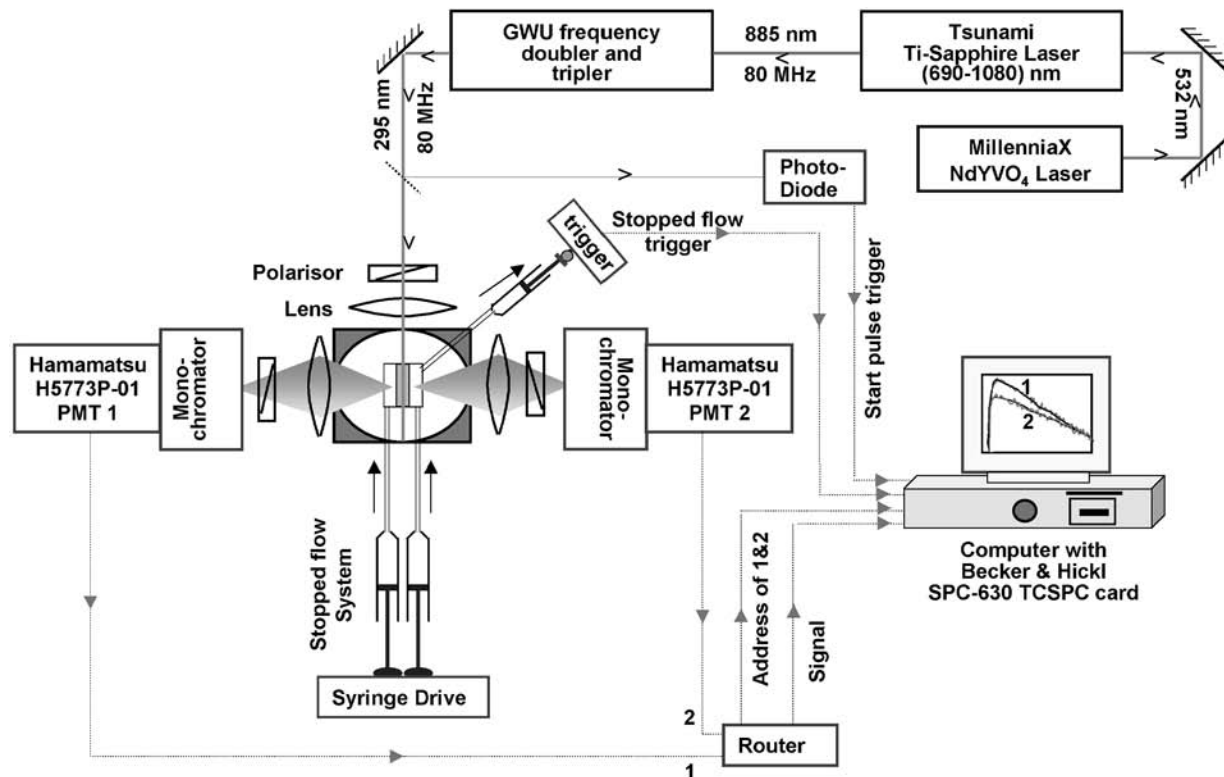 GWU frequency
doubler and
tripler
885 nm
80 MHz
Tsunami
Ti-Sapphire Laser
(690-1080) nm
532 nm
MillenniaX
NdYVO₄ Laser
295 nm
80 MHz
Photo-
Diode
Stopped flow
trigger
trigger
Start pulse trigger
Polarisor
Lens
Hamamatsu
H5773P-01
PMT 1
Mono-
chromator
Mono-
chromator
Hamamatsu
H5773P-01
PMT 2
1
2
Computer with
Becker & Hickl
SPC-630 TCSPC card
Stopped flow
System
Syringe Drive
Address of 1&2
Signal
2
Router
1